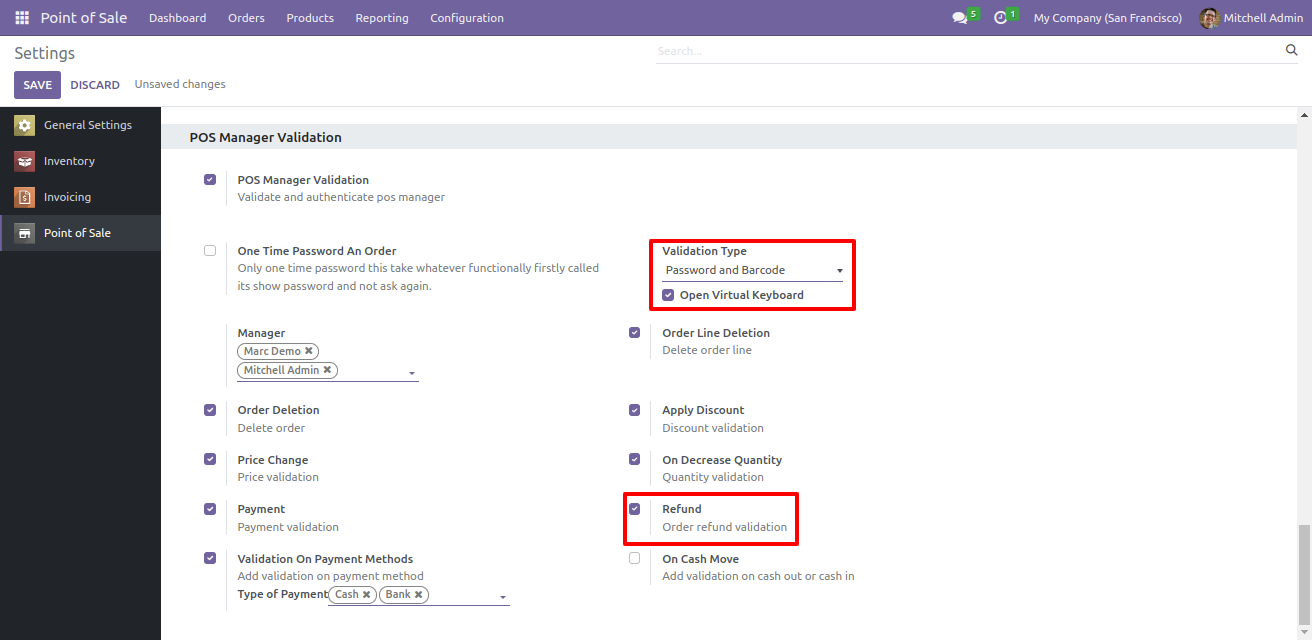 Point of Sale Dashboard Orders Products Reporting Configuration 5 1 My Company (San Francisco) Mitchell Admin
Settings
Search...
SAVE DISCARD Unsaved changes
General Settings
Inventory
Invoicing
Point of Sale
POS Manager Validation
POS Manager Validation
Validate and authenticate pos manager
One Time Password An Order
Only one time password this take whatever functionally firstly called
its show password and not ask again.
Validation Type
Password and Barcode
Open Virtual Keyboard
Manager
Marc Demo ✖
Mitchell Admin ✖
Order Line Deletion
Delete order line
Order Deletion
Delete order
Apply Discount
Discount validation
Price Change
Price validation
On Decrease Quantity
Quantity validation
Payment
Payment validation
Refund
Order refund validation
Validation On Payment Methods
Add validation on payment method
Type of Payment Cash ✖ Bank ✖
On Cash Move
Add validation on cash out or cash in